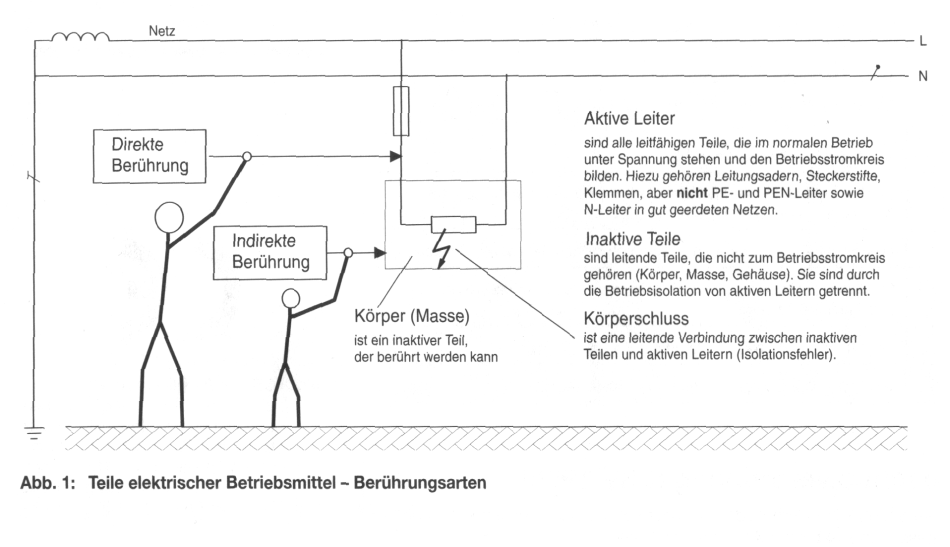 Netz
L
N
Direkte
Berührung
Indirekte
Berührung
Körper (Masse)
ist ein inaktiver Teil,
der berührt werden kann
Aktive Leiter
sind alle leitfähigen Teile, die im normalen Betrieb
unter Spannung stehen und den Betriebsstromkreis
bilden. Hiezu gehören Leitungsadern, Steckerstifte,
Klemmen, aber nicht PE- und PEN-Leiter sowie
N-Leiter in gut geerdeten Netzen.
Inaktive Teile
sind leitende Teile, die nicht zum Betriebsstromkreis
gehören (Körper, Masse, Gehäuse). Sie sind durch
die Betriebsisolation von aktiven Leitern getrennt.
Körperschluss
ist eine leitende Verbindung zwischen inaktiven
Teilen und aktiven Leitern (Isolationsfehler).
Abb. 1: Teile elektrischer Betriebsmittel – Berührungsarten